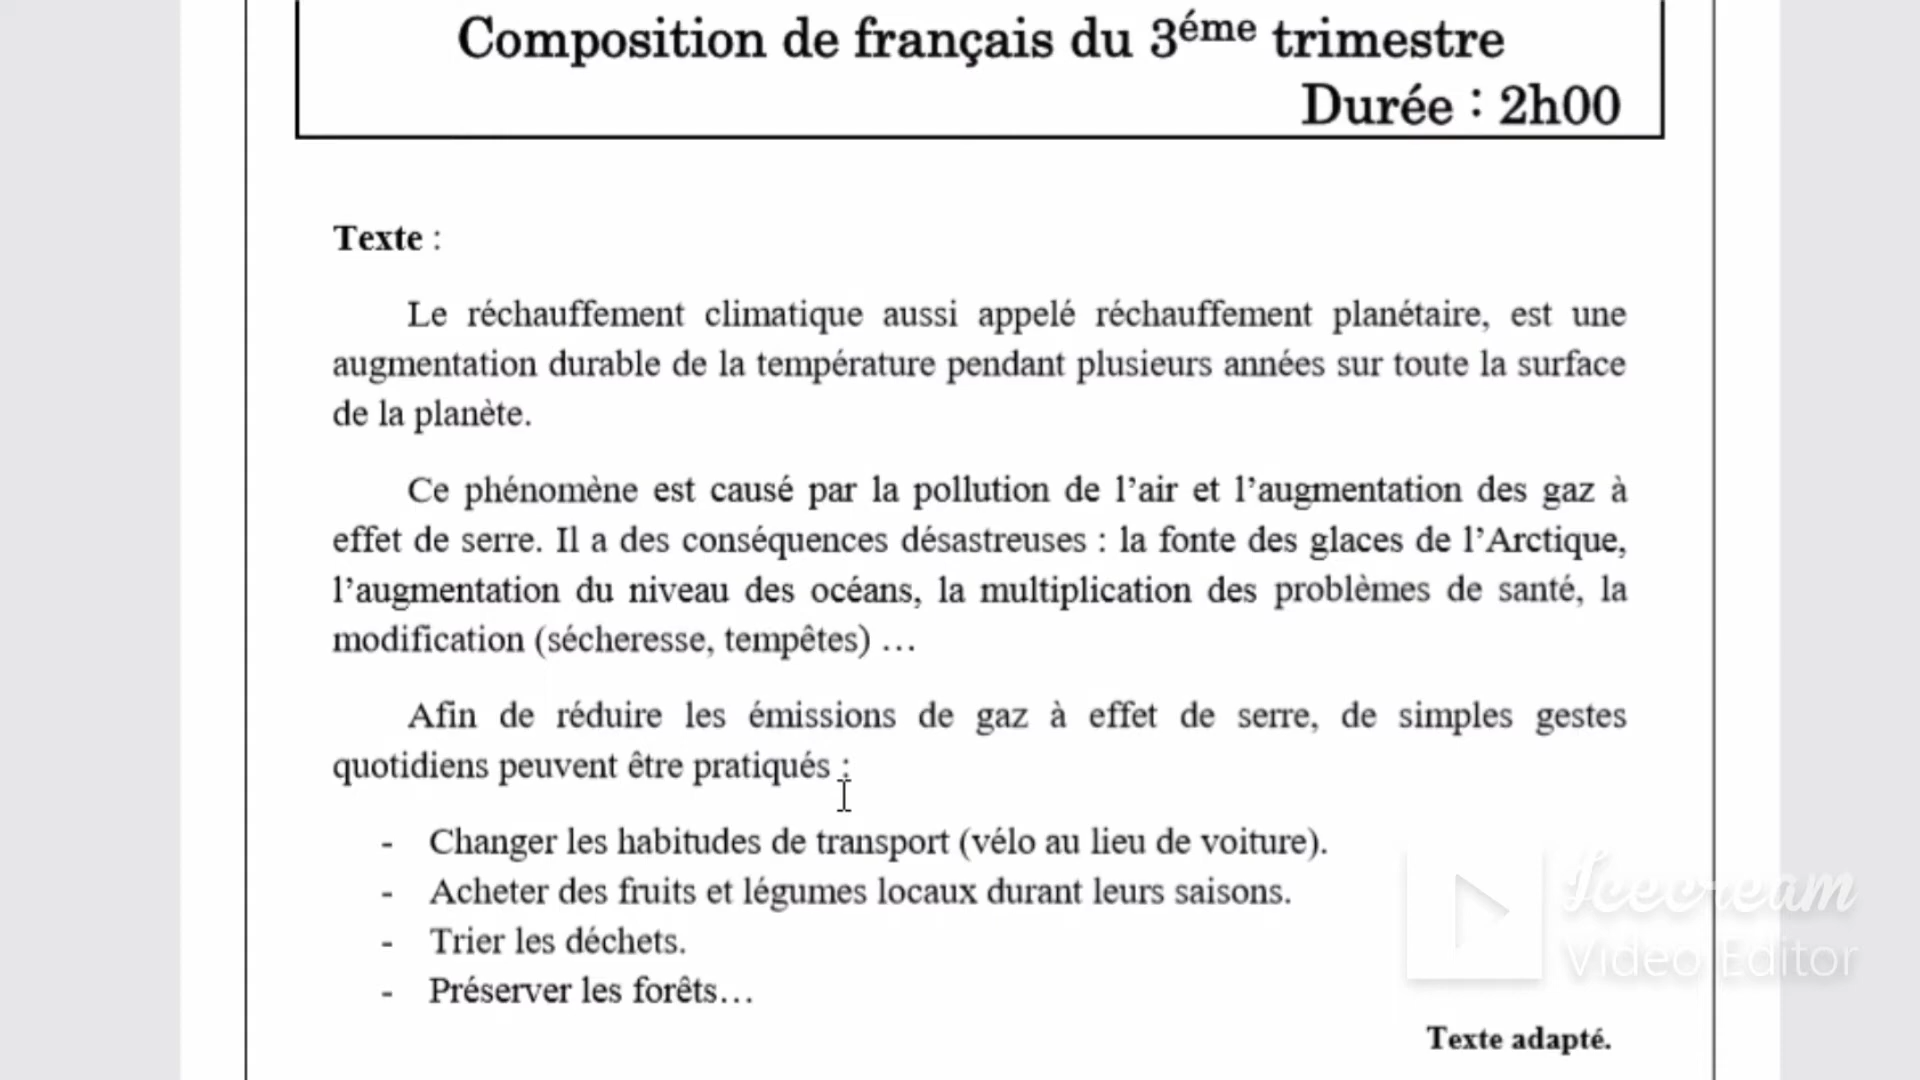 Composition de français du 3éme trimestre
Durée : 2h00
Texte :
Le réchauffement climatique aussi appelé réchauffement planétaire, est une
augmentation durable de la température pendant plusieurs années sur toute la surface
de la planète.
Ce phénomène est causé par la pollution de l’air et l’augmentation des gaz à
effet de serre. Il a des conséquences désastreuses : la fonte des glaces de l’Arctique,
l’augmentation du niveau des océans, la multiplication des problèmes de santé, la
modification (sécheresse, tempêtes) …
Afin de réduire les émissions de gaz à effet de serre, de simples gestes
quotidiens peuvent être pratiqués :
- Changer les habitudes de transport (vélo au lieu de voiture).
- Acheter des fruits et légumes locaux durant leurs saisons.
- Trier les déchets.
- Préserver les forêts…
Icecream
Video Editor
Texte adapté.